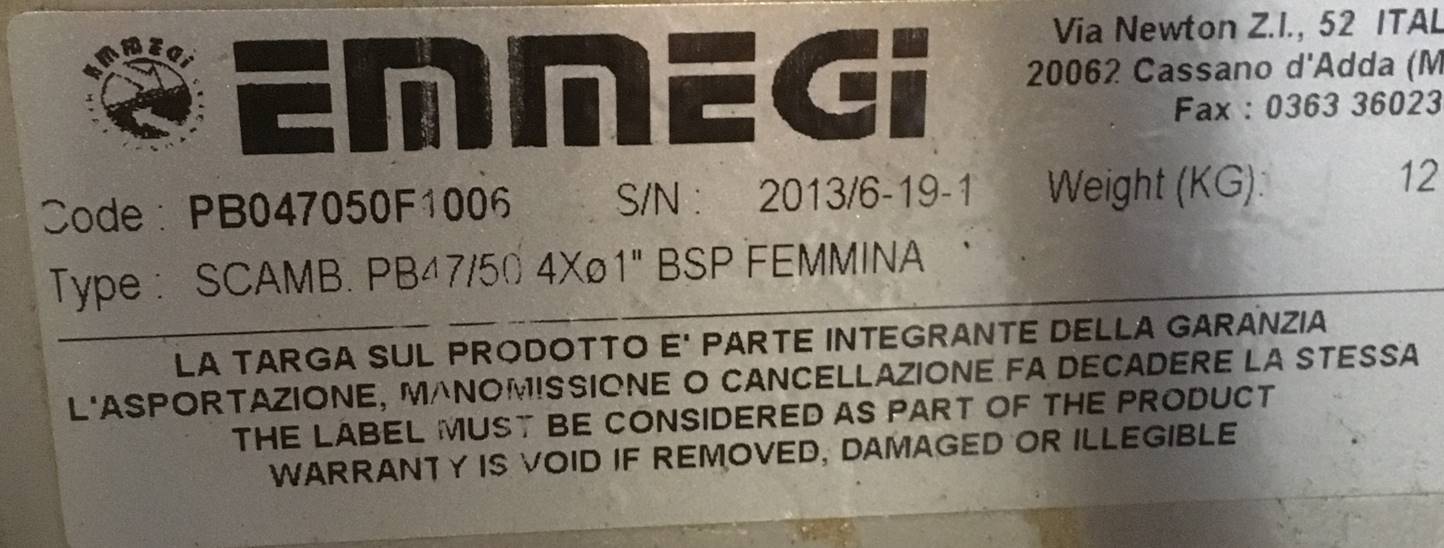 EMMEGi
EMMEGi
Via Newton Z.I., 52 ITAL
20062 Cassano d'Adda (M
Fax : 0363 36023
Code : PB047050F1006 S/N : 2013/6-19-1 Weight (KG): 12
Type : SCAMB. PB47/50 4Xø1" BSP FEMMINA
LA TARGA SUL PRODOTTO E' PARTE INTEGRANTE DELLA GARANZIA
L'ASPORTAZIONE, MANOMISSIONE O CANCELLAZIONE FA DECADERE LA STESSA
THE LABEL MUST BE CONSIDERED AS PART OF THE PRODUCT
WARRANTY IS VOID IF REMOVED, DAMAGED OR ILLEGIBLE